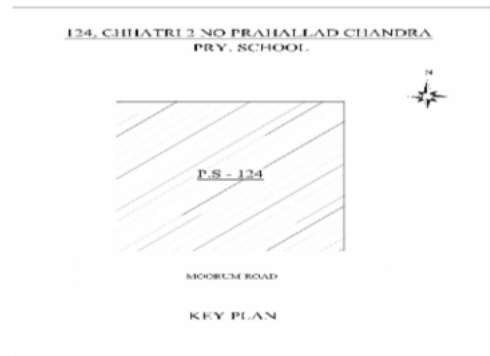 124, CHHATRI 2 NO PRAHALLAD CHANDRA
PRY. SCHOOL
N
P.S - 124
MOORUM ROAD
KEY PLAN